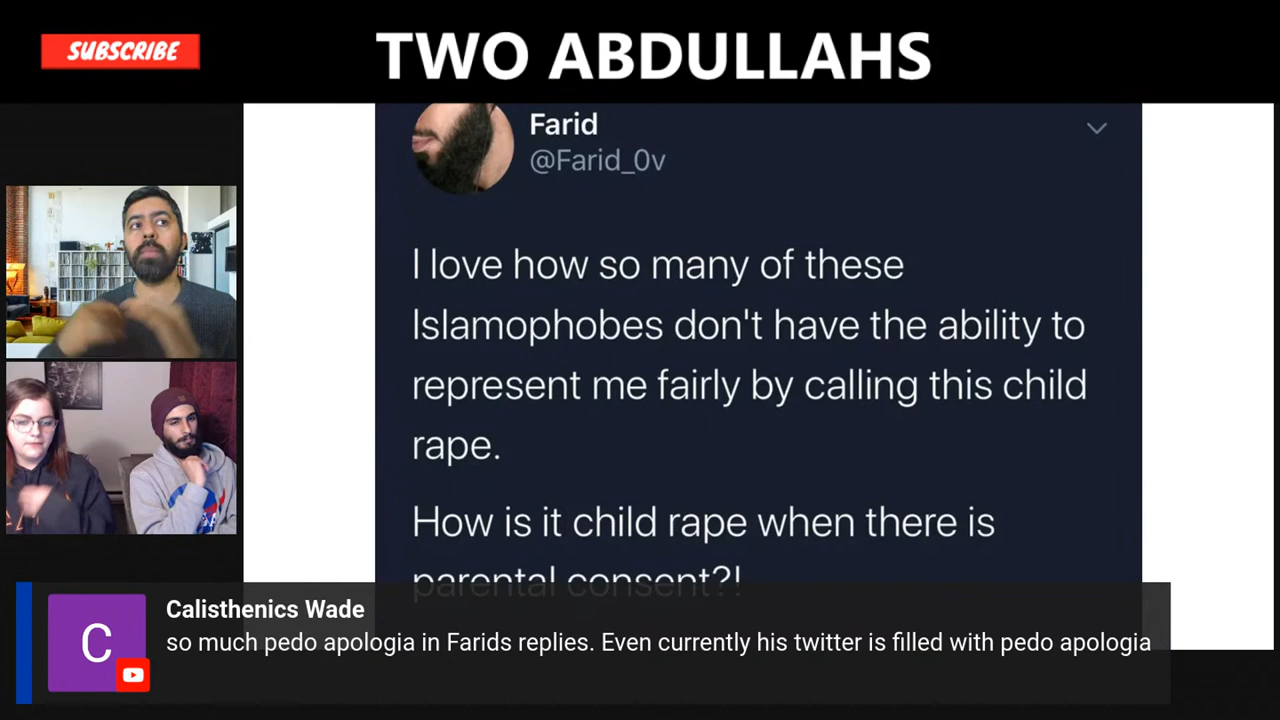 SUBSCRIBE
TWO ABDULLAHS
Farid
@Farid_0v
I love how so many of these
Islamophobes don't have the ability to
represent me fairly by calling this child
rape.
How is it child rape when there is
parental consent?!
C
Calisthenics Wade
so much pedo apologia in Farids replies. Even currently his twitter is filled with pedo apologia